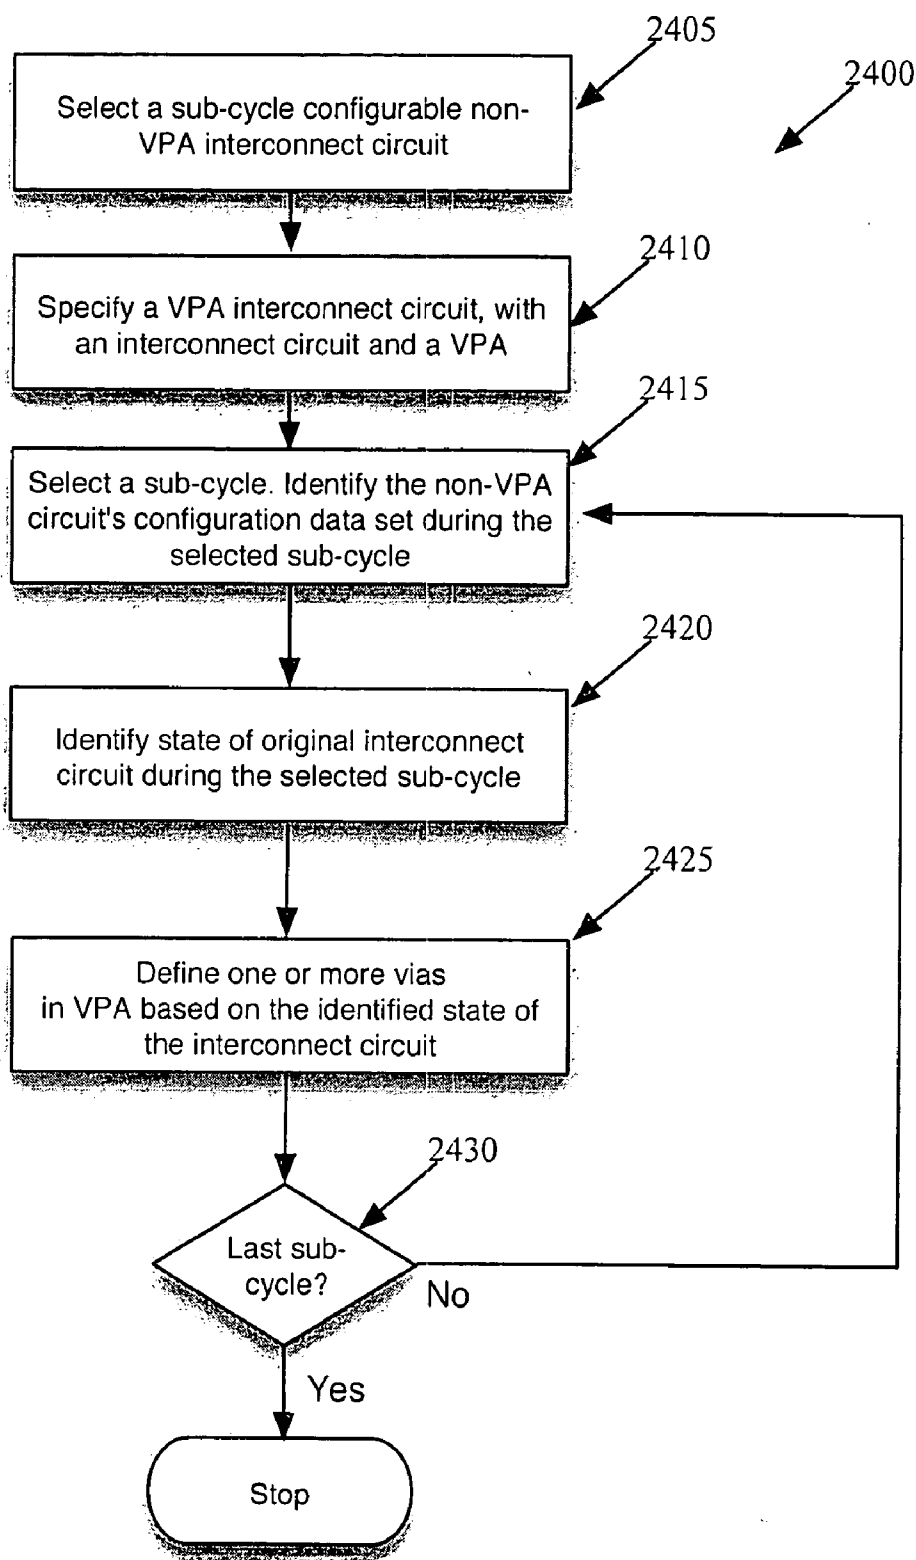 2405
2400
Select a sub-cycle configurable non-
VPA interconnect circuit
2410
Specify a VPA interconnect circuit, with
an interconnect circuit and a VPA
2415
Select a sub-cycle. Identify the non-VPA
circuit's configuration data set during the
selected sub-cycle
2420
Identify state of original interconnect
circuit during the selected sub-cycle
2425
Define one or more vias
in VPA based on the identified state of
the interconnect circuit
2430
Last sub-
cycle?
No
Yes
Stop